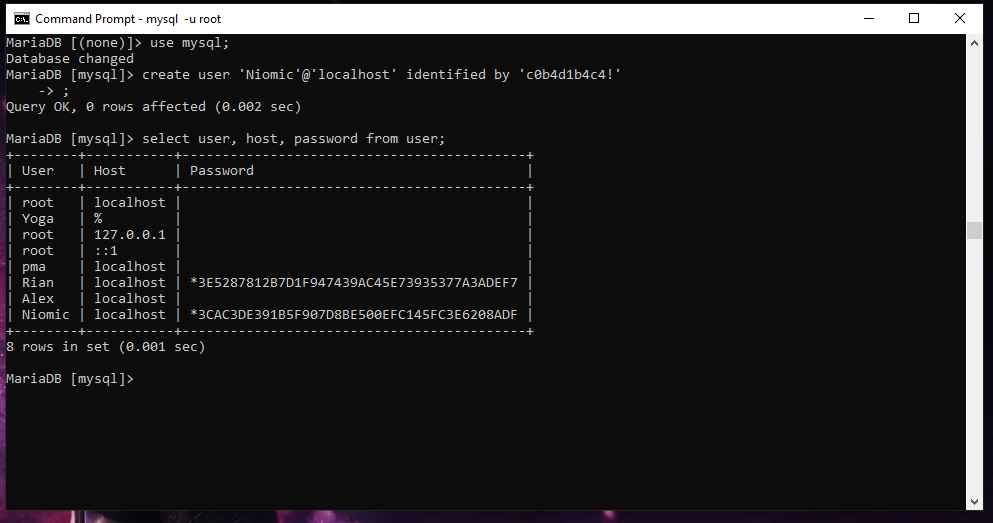 Command Prompt - mysql  -u root
MariaDB [(none)]> use mysql;
Database changed
MariaDB [mysql]> create user 'Niomic'@'localhost' identified by 'c0b4d1b4c4!'
    -> ;
Query OK, 0 rows affected (0.002 sec)
MariaDB [mysql]> select user, host, password from user;
+--------+-----------+-------------------------------------------+
| User   | Host      | Password                                  |
+--------+-----------+-------------------------------------------+
| root   | localhost |                                           |
| Yoga   | %         |                                           |
| root   | 127.0.0.1 |                                           |
| root   | ::1       |                                           |
| pma    | localhost |                                           |
| Rian   | localhost | *3E5287812B7D1F947439AC45E73935377A3ADEF7 |
| Alex   | localhost |                                           |
| Niomic | localhost | *3CAC3DE391B5F907D8BE500EFC145FC3E6208ADF |
+--------+-----------+-------------------------------------------+
8 rows in set (0.001 sec)
MariaDB [mysql]>